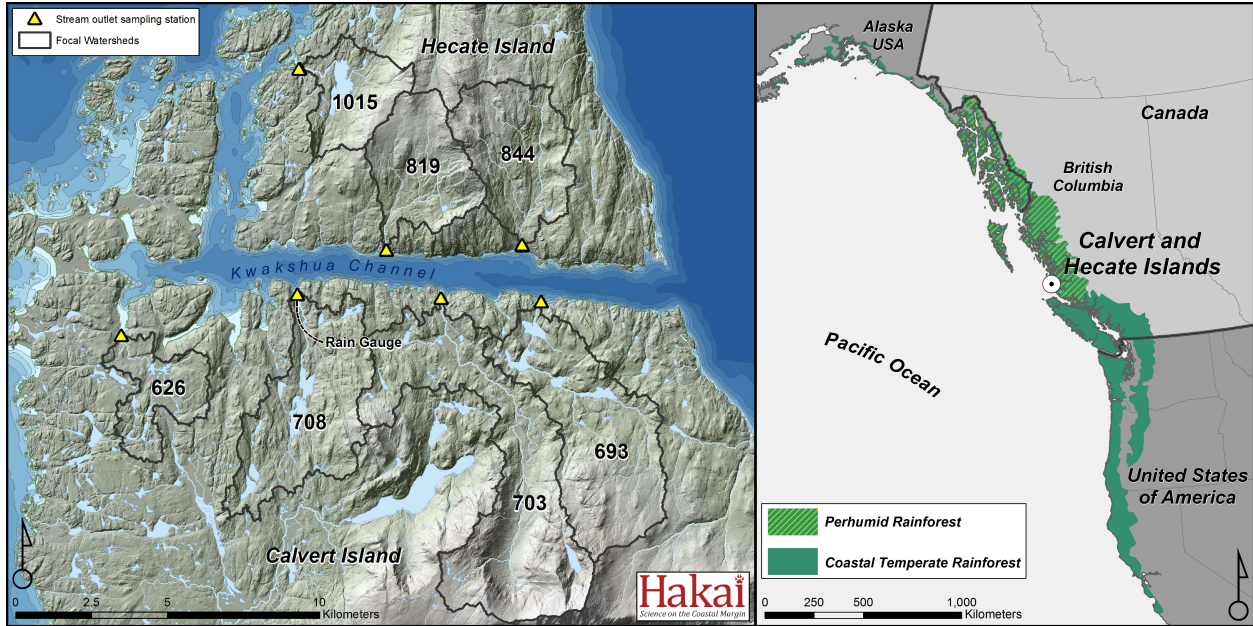 Stream outlet sampling station
Focal Watersheds
Hecate Island
1015
819
844
Kwakshua Channel
Rain Gauge
626
708
693
703
Calvert Island
0
2.5
5
10
Kilometers
Hakai
Science on the Coastal Margin
Alaska
USA
Canada
British
Columbia
Calvert and
Hecate Islands
Pacific Ocean
United States
of America
Perhumid Rainforest
Coastal Temperate Rainforest
0
250
500
1,000
Kilometers